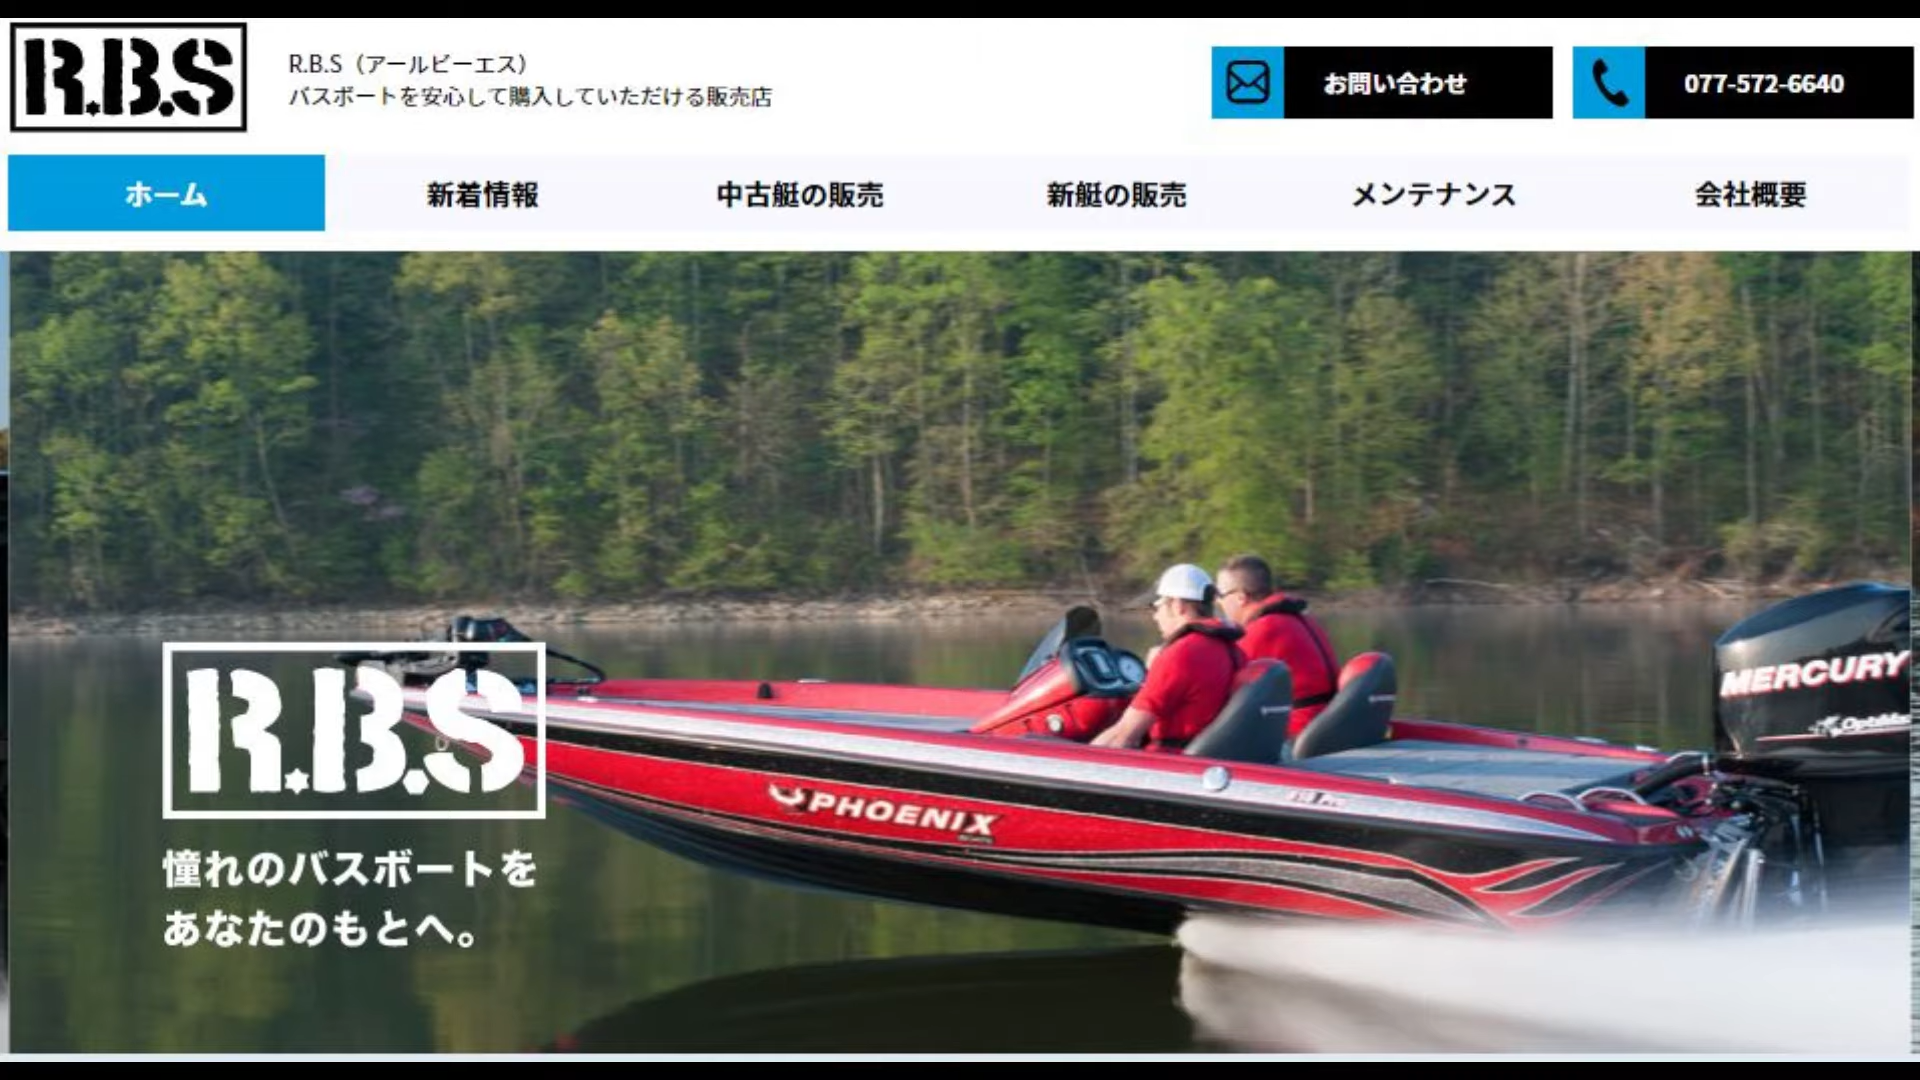 R.B.S
R.B.S（アールビーエス）
バスボートを安心して購入していただける販売店
お問い合わせ
077-572-6640
ホーム
新着情報
中古艇の販売
新艇の販売
メンテナンス
会社概要
MERCURY
OptiMax
R.B.S
PHOENIX
憧れのバスボートを
あなたのもとへ。